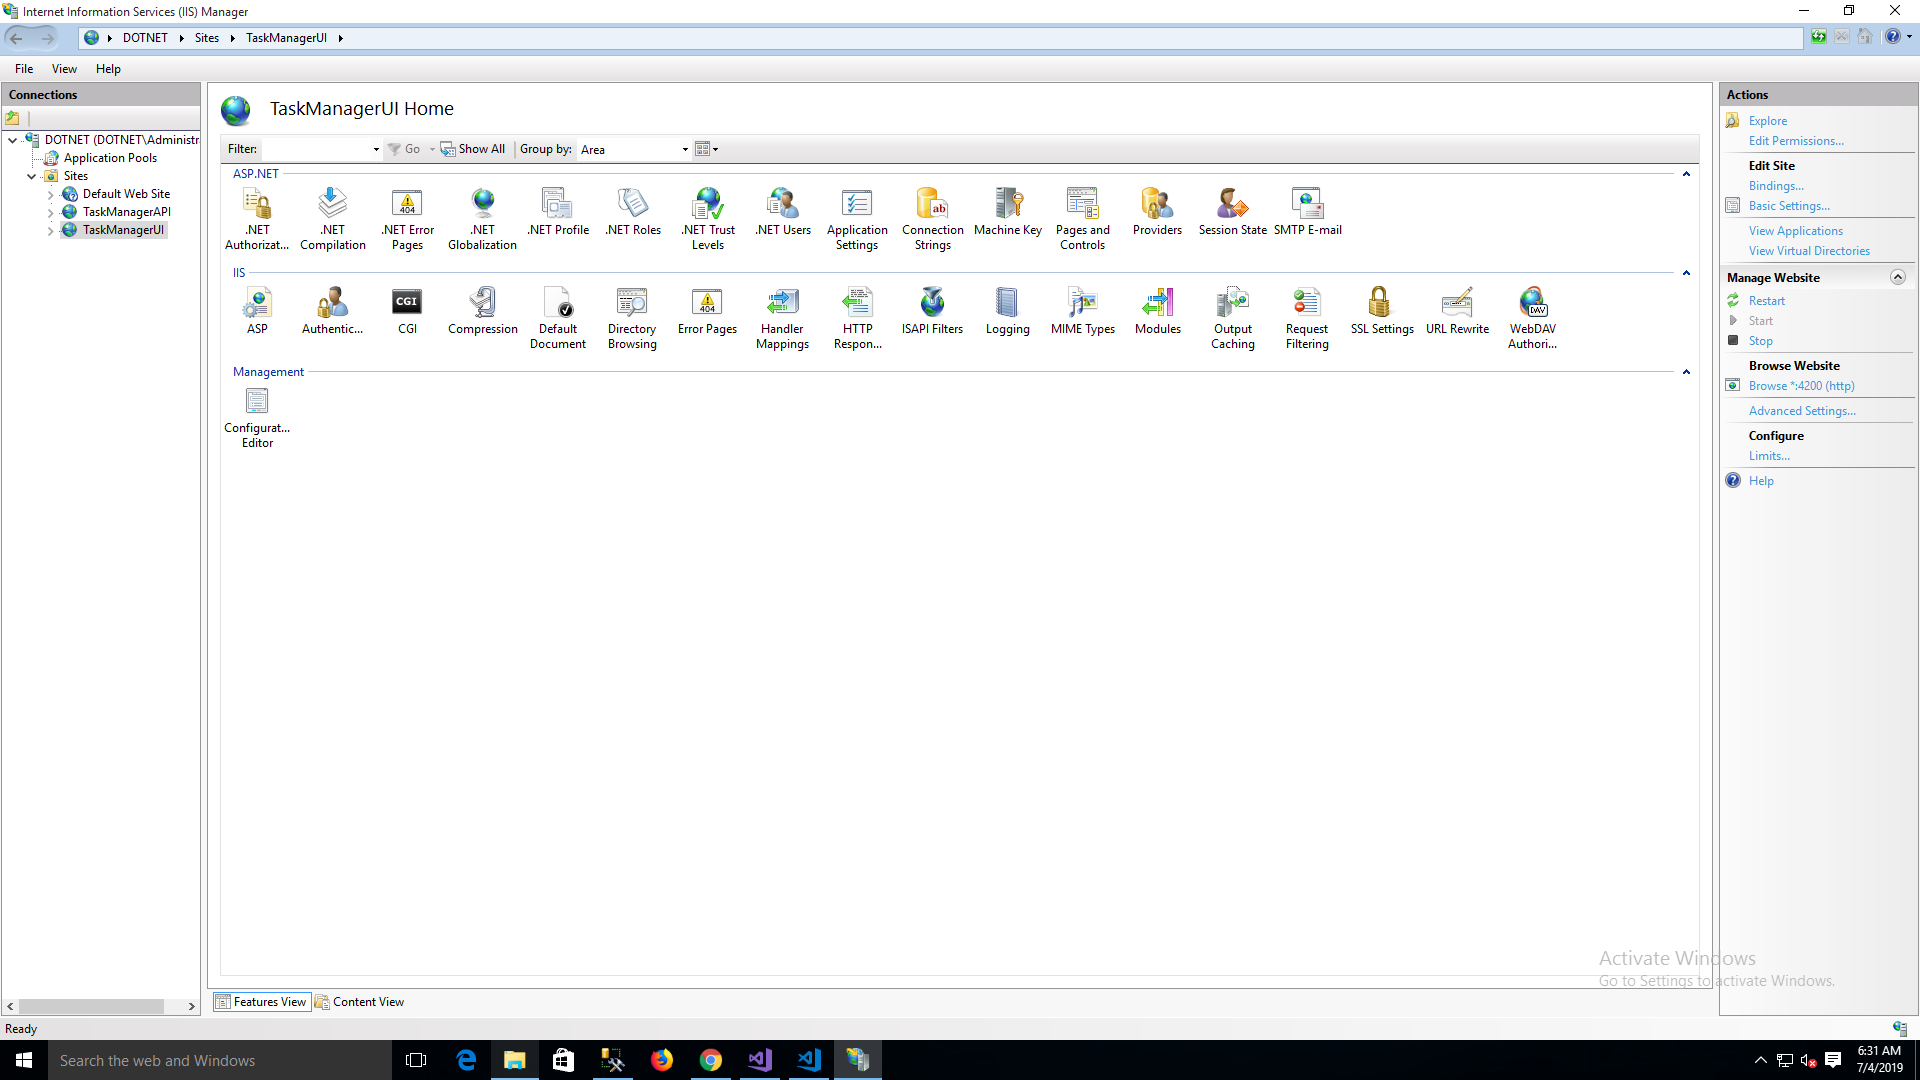 Internet Information Services (IIS) Manager
DOTNET
Sites
TaskManagerUI
File View Help
Connections
DOTNET (DOTNET\Administr
Application Pools
Sites
Default Web Site
TaskManagerAPI
TaskManagerUI
TaskManagerUI Home
Filter: Go Show All Group by: Area
ASP.NET
.NET Authorizat...
.NET Compilation
.NET Error Pages
.NET Globalization
.NET Profile
.NET Roles
.NET Trust Levels
.NET Users
Application Settings
Connection Strings
Machine Key
Pages and Controls
Providers
Session State
SMTP E-mail
IIS
ASP
Authentic...
CGI
Compression
Default Document
Directory Browsing
Error Pages
Handler Mappings
HTTP Respon...
ISAPI Filters
Logging
MIME Types
Modules
Output Caching
Request Filtering
SSL Settings
URL Rewrite
WebDAV Authori...
Management
Configurat... Editor
Features View
Content View
Actions
Explore
Edit Permissions...
Edit Site
Bindings...
Basic Settings...
View Applications
View Virtual Directories
Manage Website
Restart
Start
Stop
Browse Website
Browse *:4200 (http)
Advanced Settings...
Configure
Limits...
Help
Activate Windows
Go to Settings to activate Windows.
Ready
Search the web and Windows
6:31 AM
7/4/2019